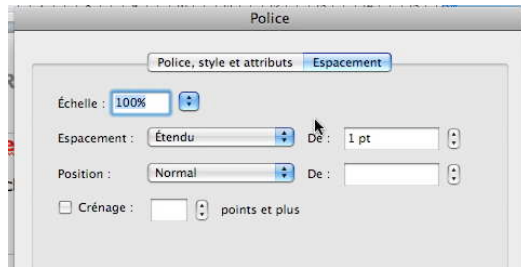 Police
Police, style et attributs Espacement
Échelle : 100%
Espacement : Étendu De : 1 pt
Position : Normal De :
Crénage : points et plus